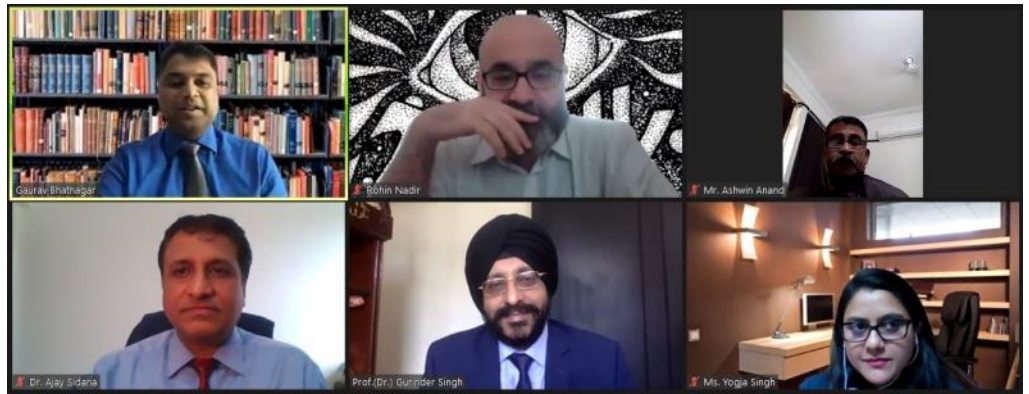 Gaurav Bhatnagar
Rohin Nadir
Mr. Ashwin Anand
Dr. Ajay Sidana
Prof.(Dr.) Gurinder Singh
Ms. Yogja Singh